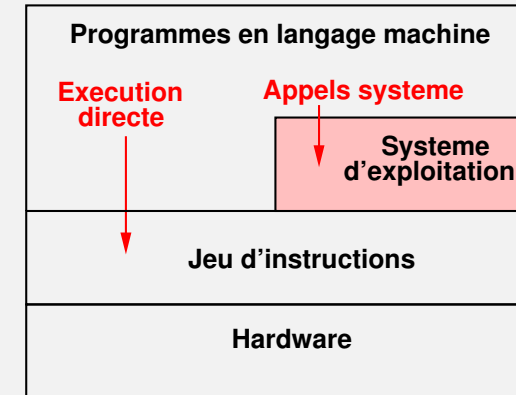 Programmes en langage machine
Execution
directe
Appels systeme
Systeme
d'exploitation
Jeu d'instructions
Hardware